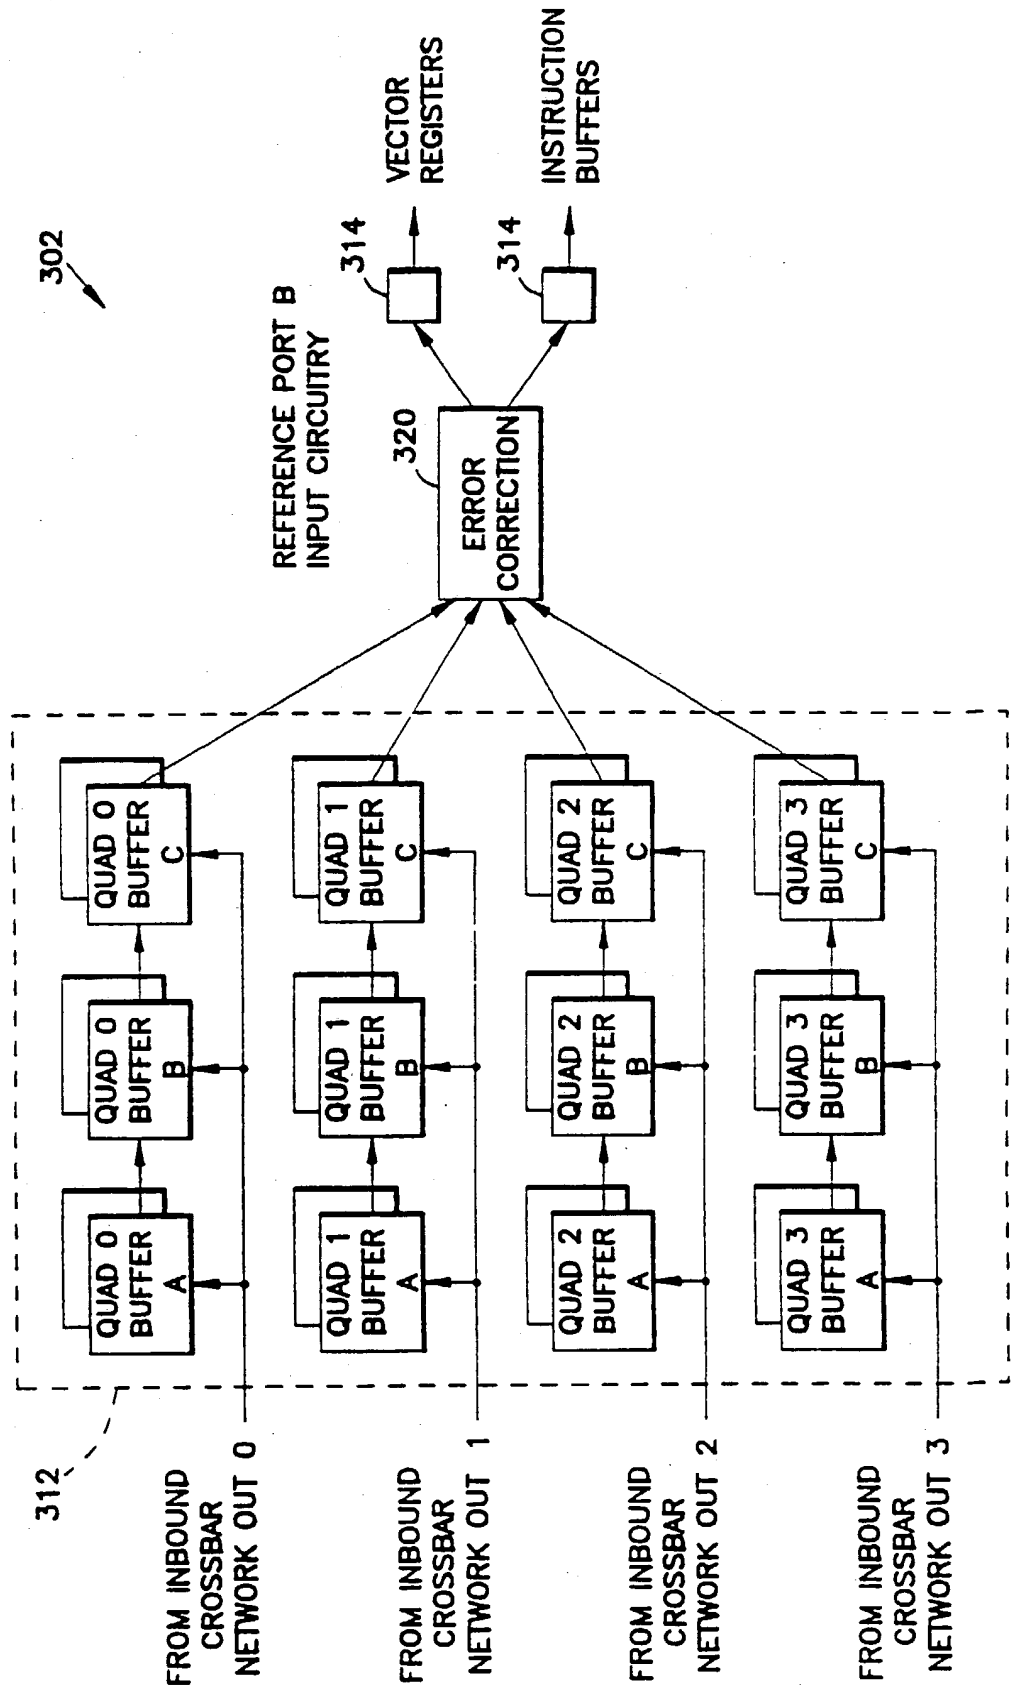 302
REFERENCE PORT B
INPUT CIRCUITRY
312
FROM INBOUND
CROSSBAR
NETWORK OUT 0
QUAD 0
BUFFER
A
QUAD 0
BUFFER
B
QUAD 0
BUFFER
C
FROM INBOUND
CROSSBAR
NETWORK OUT 1
QUAD 1
BUFFER
A
QUAD 1
BUFFER
B
QUAD 1
BUFFER
C
FROM INBOUND
CROSSBAR
NETWORK OUT 2
QUAD 2
BUFFER
A
QUAD 2
BUFFER
B
QUAD 2
BUFFER
C
FROM INBOUND
CROSSBAR
NETWORK OUT 3
QUAD 3
BUFFER
A
QUAD 3
BUFFER
B
QUAD 3
BUFFER
C
320
ERROR
CORRECTION
314
VECTOR
REGISTERS
314
INSTRUCTION
BUFFERS